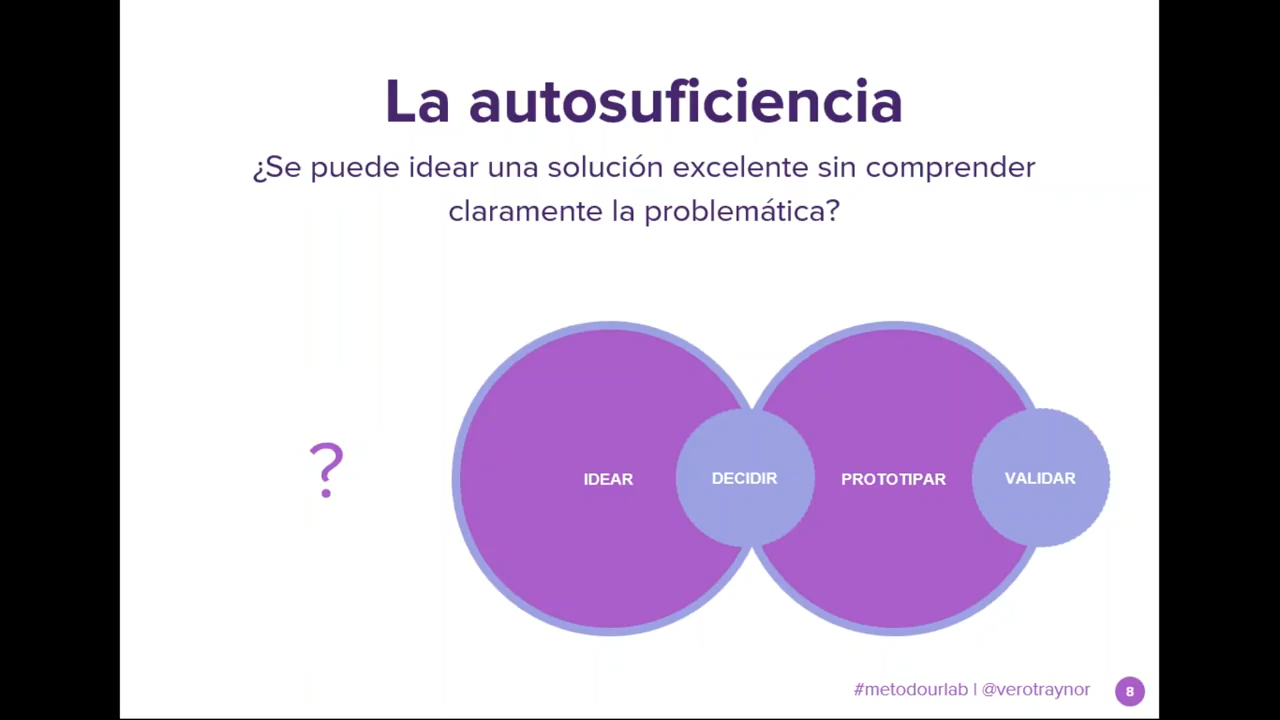 La autosuficiencia
¿Se puede idear una solución excelente sin comprender
claramente la problemática?
?
IDEAR
DECIDIR
PROTOTIPAR
VALIDAR
#metodourlab | @verotraynor
8